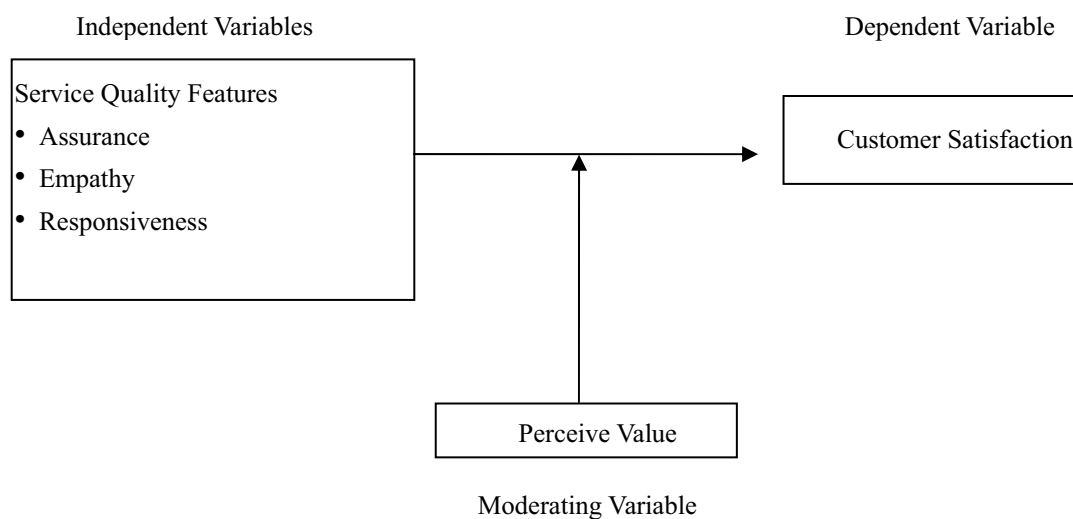 Independent Variables
Dependent Variable
Service Quality Features
• Assurance
• Empathy
• Responsiveness
Customer Satisfaction
Perceive Value
Moderating Variable